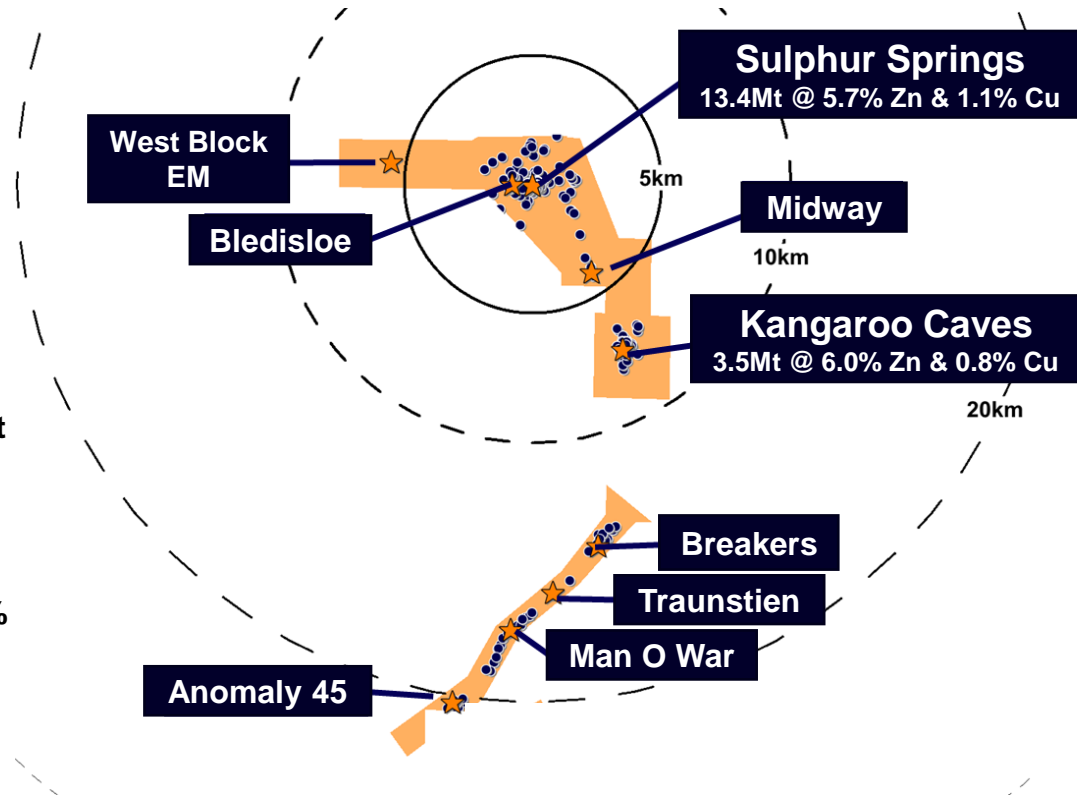 Sulphur Springs
13.4Mt @ 5.7% Zn & 1.1% Cu
West Block
EM
5km
Midway
Bledisloe
10km
Kangaroo Caves
3.5Mt @ 6.0% Zn & 0.8% Cu
20km
t
Breakers
Traunstien
%
Man O War
Anomaly 45